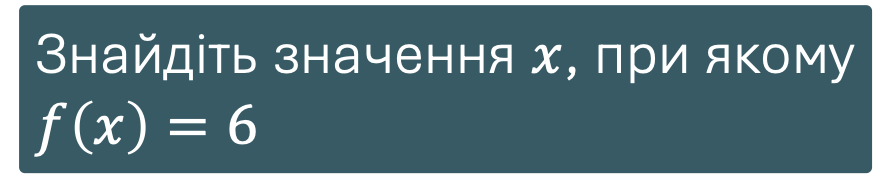 Знайдіть значення x, при якому
f(x) = 6